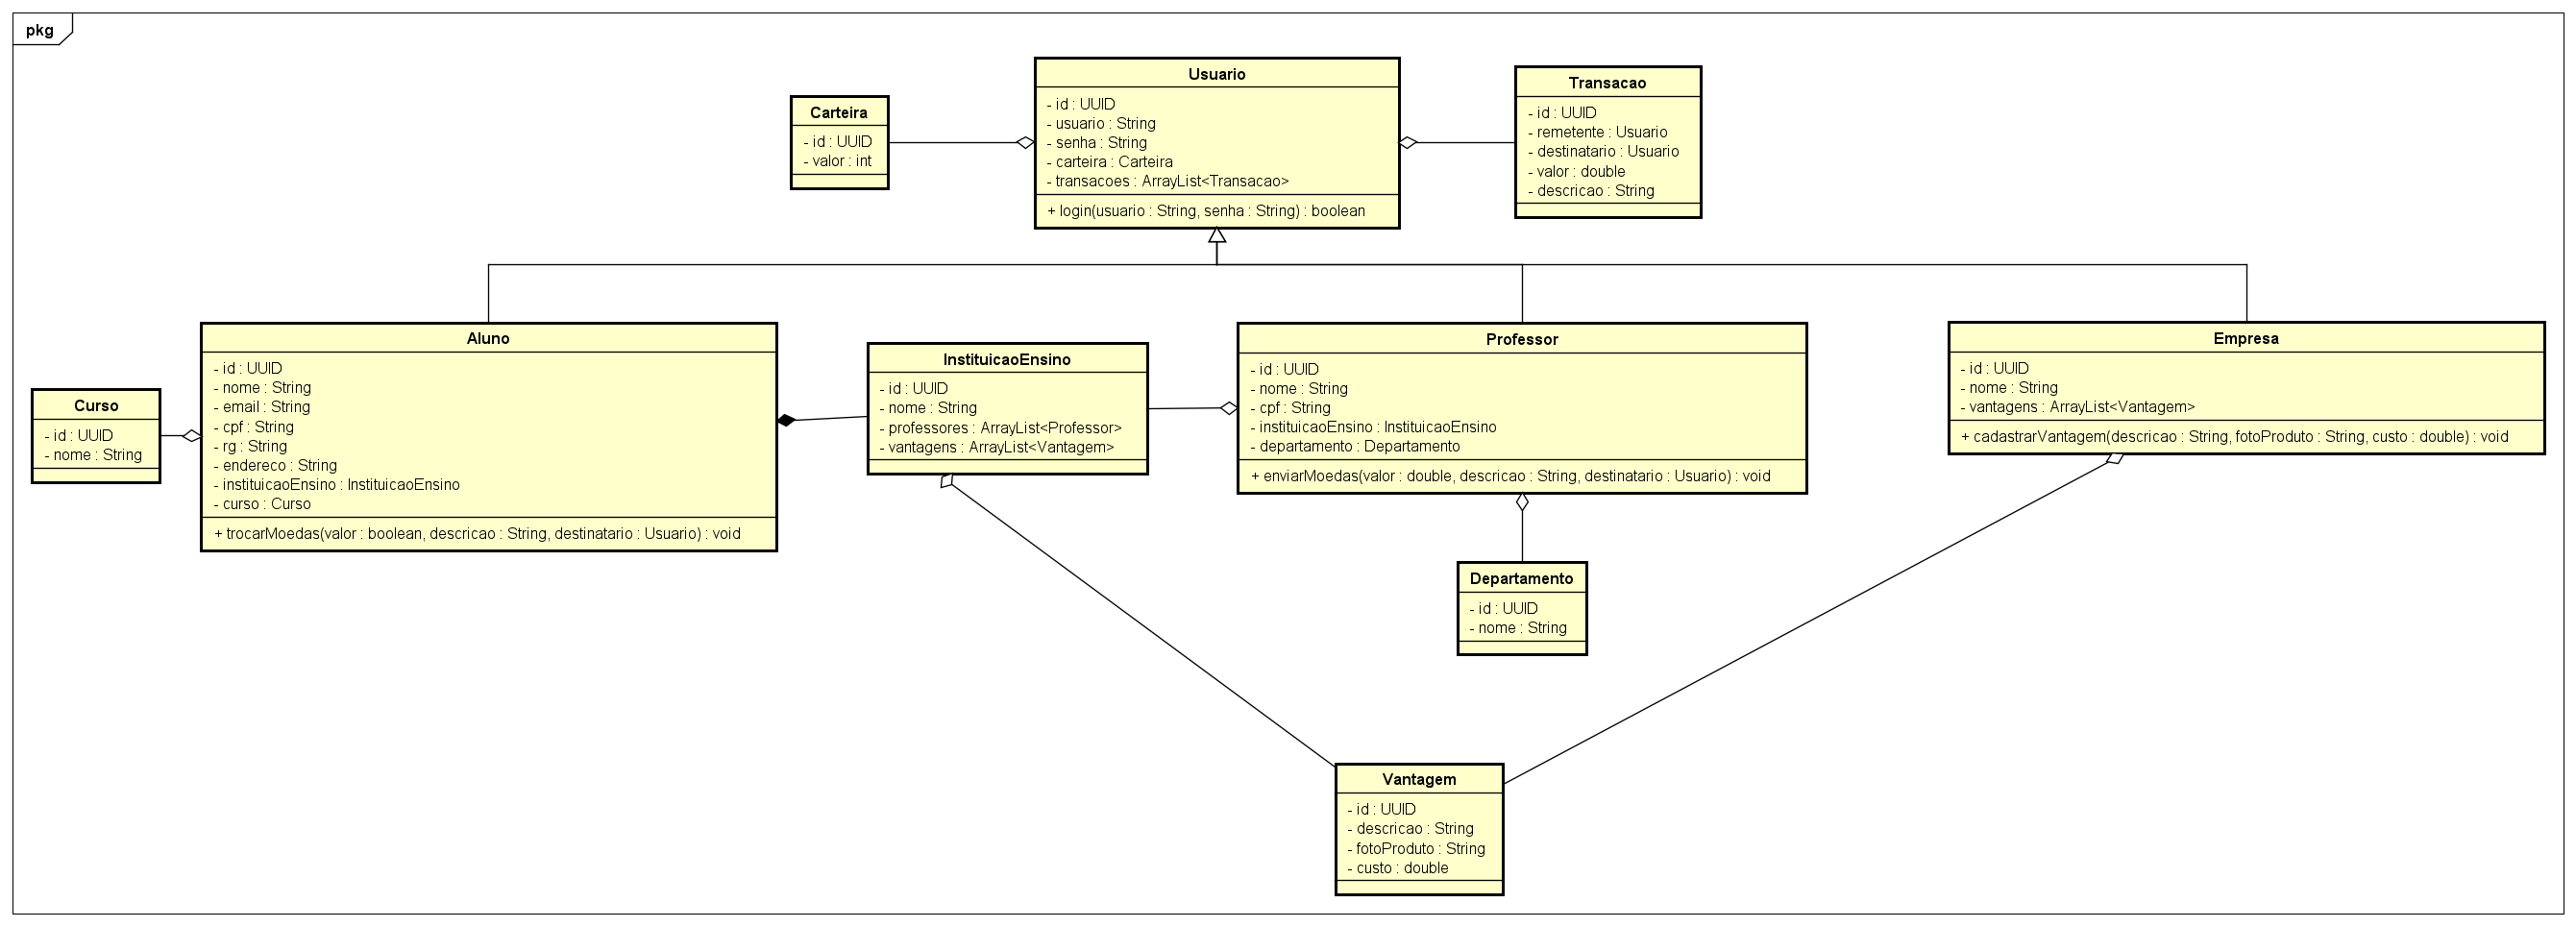 pkg
Usuario
- id : UUID
- usuario : String
- senha : String
- carteira : Carteira
- transacoes : ArrayList<Transacao>
+ login(usuario : String, senha : String) : boolean
Transacao
- id : UUID
- remetente : Usuario
- destinatario : Usuario
- valor : double
- descricao : String
Carteira
- id : UUID
- valor : int
Aluno
- id : UUID
- nome : String
- email : String
- cpf : String
- rg : String
- endereco : String
- instituicaoEnsino : InstituicaoEnsino
- curso : Curso
+ trocarMoedas(valor : boolean, descricao : String, destinatario : Usuario) : void
Curso
- id : UUID
- nome : String
InstituicaoEnsino
- id : UUID
- nome : String
- professores : ArrayList<Professor>
- vantagens : ArrayList<Vantagem>
Professor
- id : UUID
- nome : String
- cpf : String
- instituicaoEnsino : InstituicaoEnsino
- departamento : Departamento
+ enviarMoedas(valor : double, descricao : String, destinatario : Usuario) : void
Empresa
- id : UUID
- nome : String
- vantagens : ArrayList<Vantagem>
+ cadastrarVantagem(descricao : String, fotoProduto : String, custo : double) : void
Departamento
- id : UUID
- nome : String
Vantagem
- id : UUID
- descricao : String
- fotoProduto : String
- custo : double